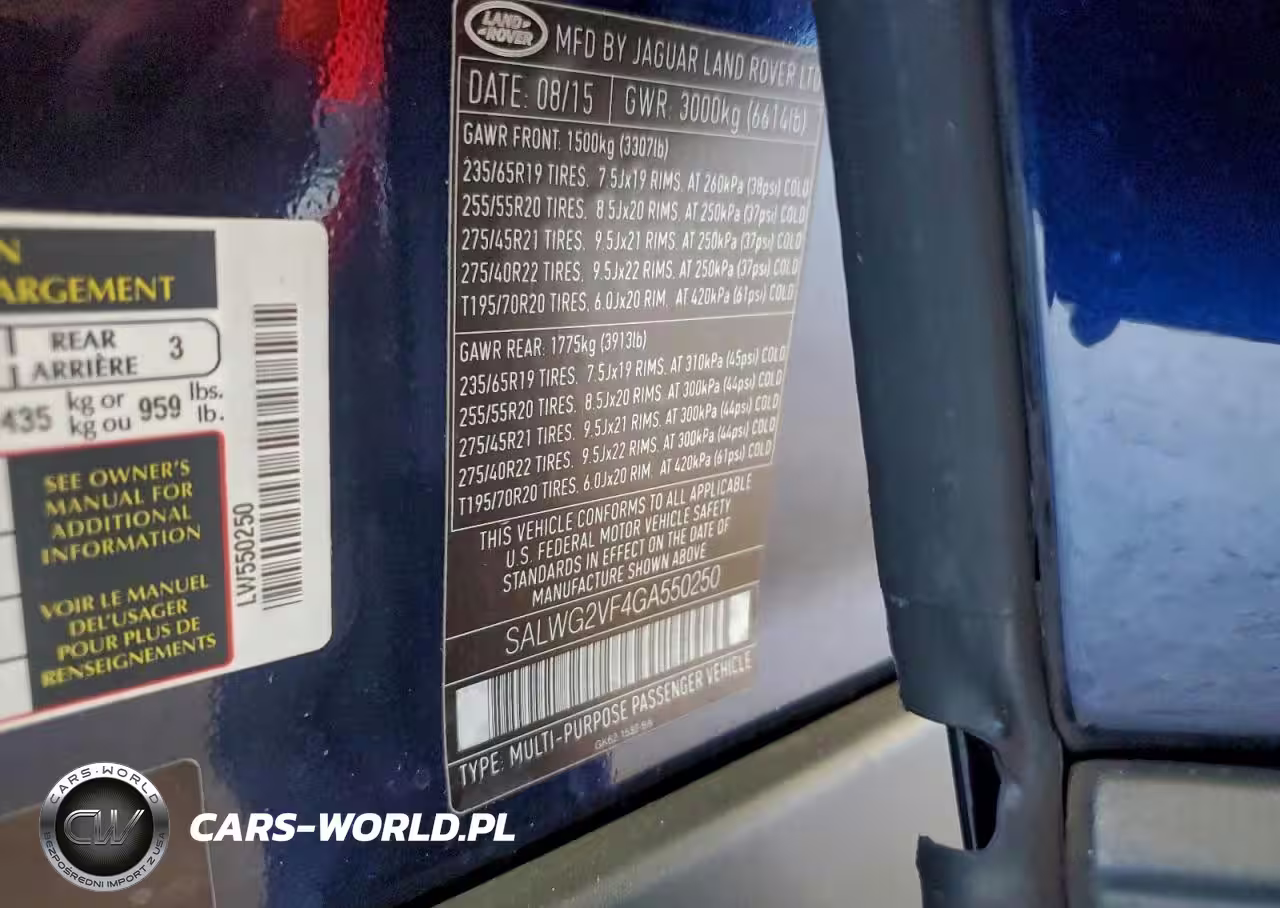 LAND
ROVER
MFD BY JAGUAR LAND ROVER LTD
DATE: 08/15
GWR: 3000kg (6614lb)
GAWR FRONT: 1500kg (3307lb)
235/65R19 TIRES. 7.5Jx19 RIMS. AT 260kPa (38psi) COLD
255/55R20 TIRES. 8.5Jx20 RIMS. AT 250kPa (37psi) COLD
275/45R21 TIRES. 9.5Jx21 RIMS. AT 250kPa (37psi) COLD
275/40R22 TIRES. 9.5Jx22 RIMS. AT 250kPa (37psi) COLD
T195/70R20 TIRES. 6.0Jx20 RIM. AT 420kPa (61psi) COLD
GAWR REAR: 1775kg (3913lb)
235/65R19 TIRES. 7.5Jx19 RIMS. AT 310kPa (45psi) COLD
255/55R20 TIRES. 8.5Jx20 RIMS. AT 300kPa (44psi) COLD
275/45R21 TIRES. 9.5Jx21 RIMS. AT 300kPa (44psi) COLD
275/40R22 TIRES. 9.5Jx22 RIMS. AT 300kPa (44psi) COLD
T195/70R20 TIRES. 6.0Jx20 RIM. AT 420kPa (61psi) COLD
THIS VEHICLE CONFORMS TO ALL APPLICABLE
U.S. FEDERAL MOTOR VEHICLE SAFETY
STANDARDS IN EFFECT ON THE DATE OF
MANUFACTURE SHOWN ABOVE
SALWG2VF4GA550250
TYPE: MULTI-PURPOSE PASSENGER VEHICLE
N
ARGEMENT
REAR
ARRIÈRE
3
435 kg or 959 lbs.
kg ou lb.
SEE OWNER'S
MANUAL FOR
ADDITIONAL
INFORMATION
VOIR LE MANUEL
DEL'USAGER
POUR PLUS DE
RENSEIGNEMENTS
LW550250
CARS-WORLD
CW
BEZPOŚREDNI IMPORT Z USA
CARS-WORLD.PL